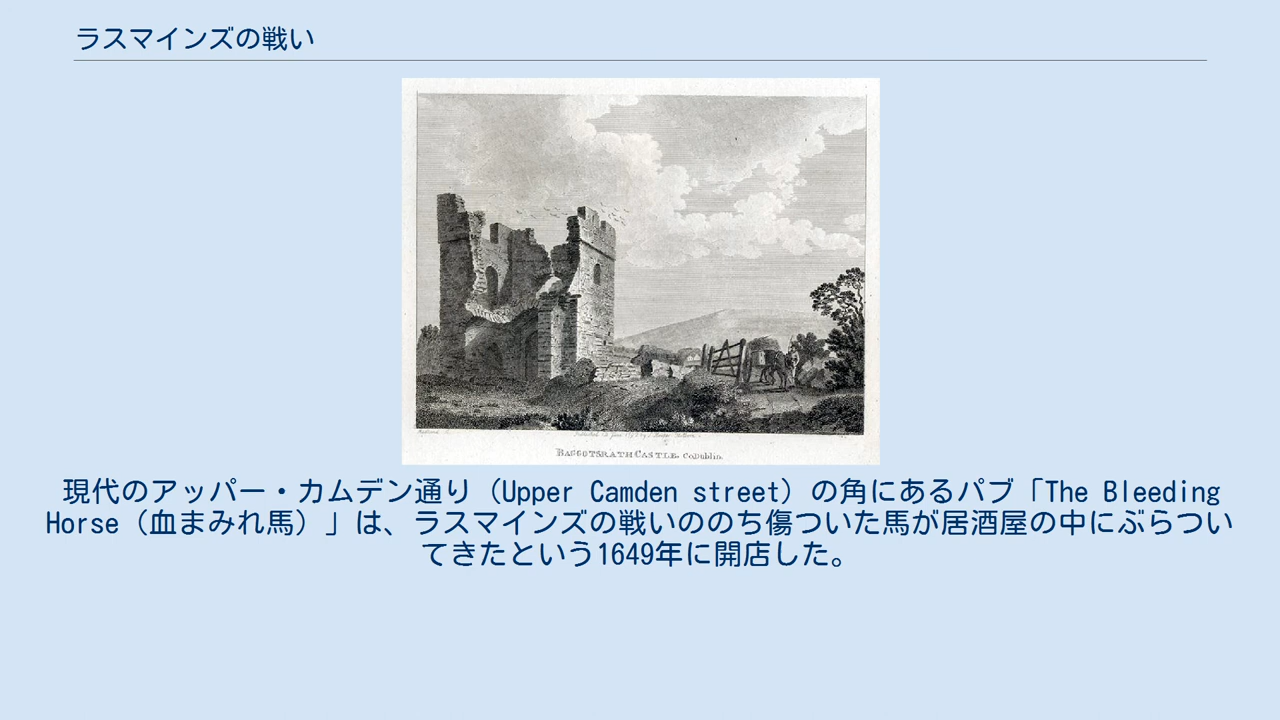 ラスマインズの戦い
BAGGOTSRATH CASTLE. Co.Dublin.
現代のアッパー・カムデン通り（Upper Camden street）の角にあるパブ「The Bleeding
Horse（血まみれ馬）」は、ラスマインズの戦いののち傷ついた馬が居酒屋の中にぶらつい
てきたという1649年に開店した。